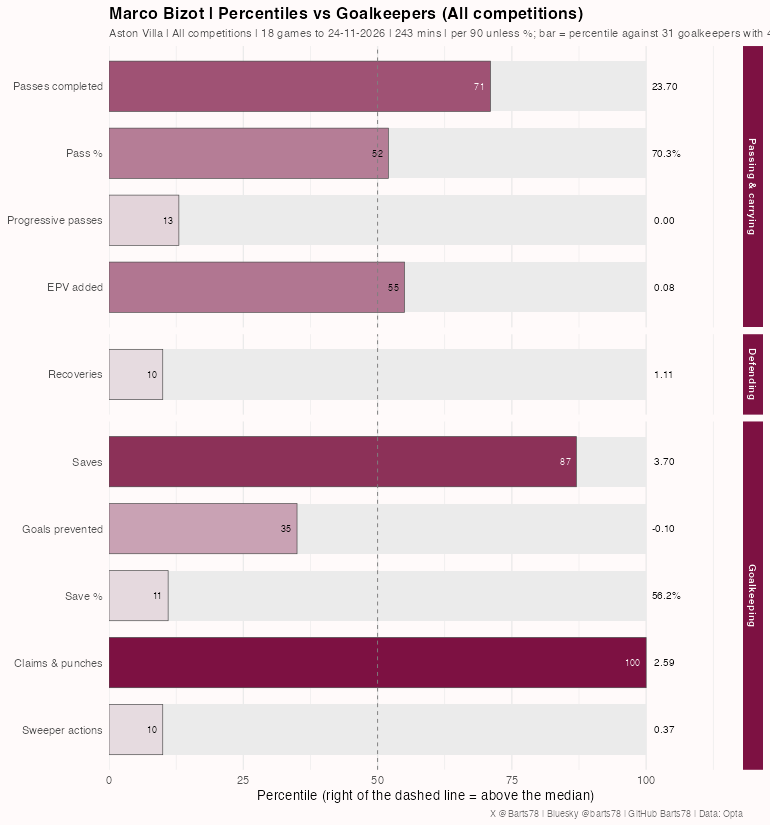 Marco Bizot | Percentiles vs Goalkeepers (All competitions)
Aston Villa | All competitions | 18 games to 24-11-2026 | 243 mins | per 90 unless %; bar = percentile against 31 goalkeepers with 4
Passes completed 71 23.70
Pass % 52 70.3%
Progressive passes 13 0.00
EPV added 55 0.08
Passing & carrying
Recoveries 10 1.11
Defending
Saves 87 3.70
Goals prevented 35 -0.10
Save % 11 56.2%
Claims & punches 100 2.59
Sweeper actions 10 0.37
Goalkeeping
0 25 50 75 100
Percentile (right of the dashed line = above the median)
X @Barts78 | Bluesky @barts78 | GitHub Barts78 | Data: Opta